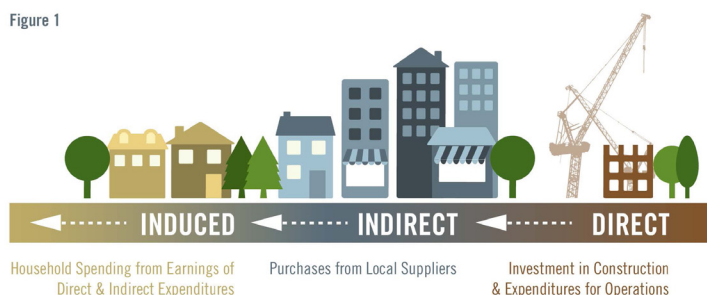 Figure 1
INDUCED
INDIRECT
DIRECT
Household Spending from Earnings of
Direct & Indirect Expenditures
Purchases from Local Suppliers
Investment in Construction
& Expenditures for Operations